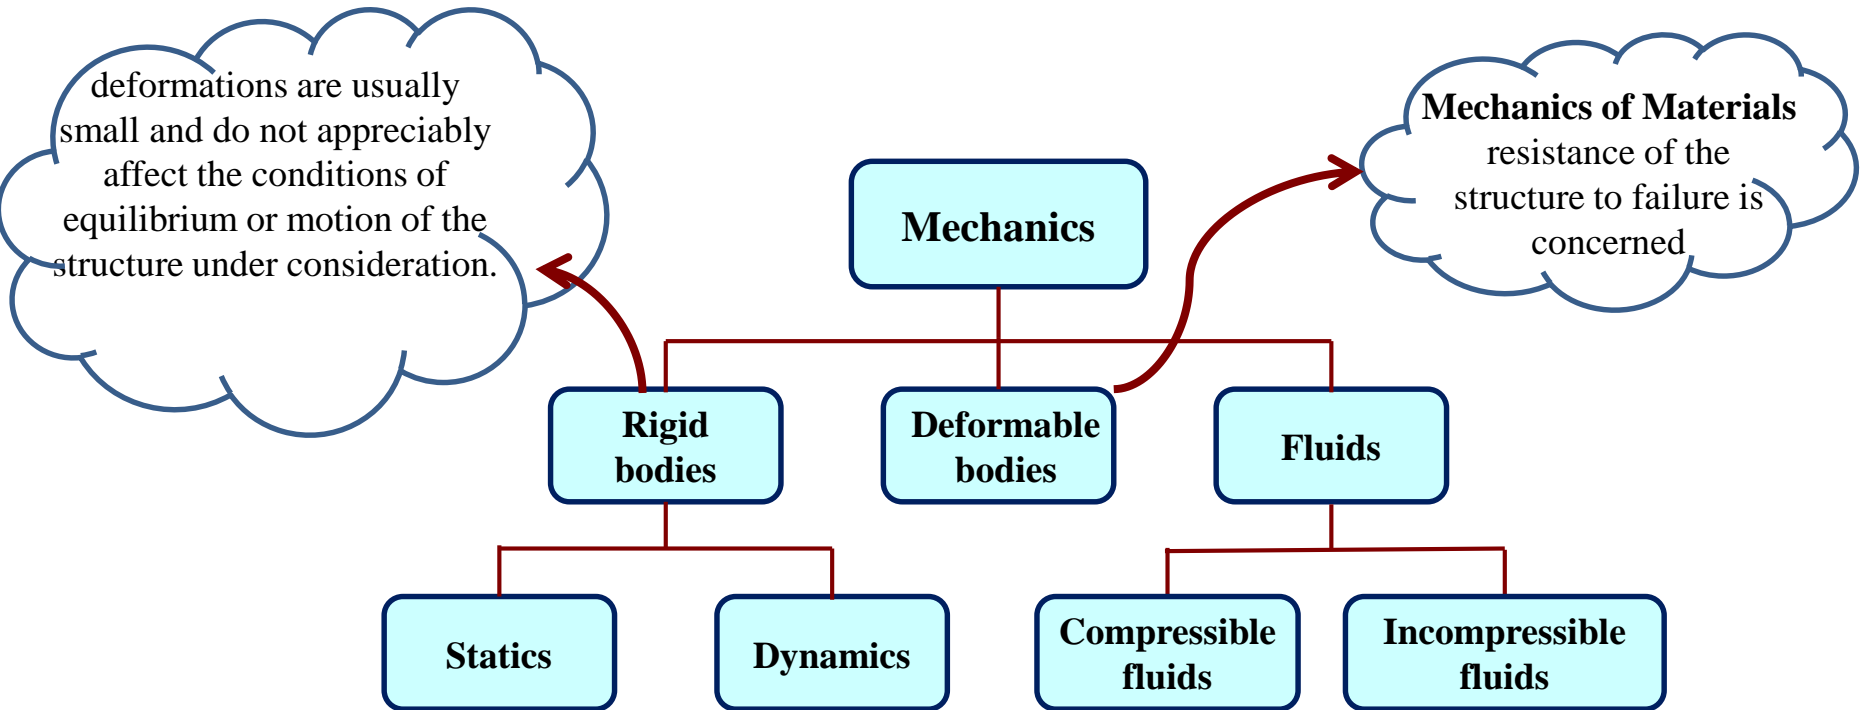 deformations are usually
small and do not appreciably
affect the conditions of
equilibrium or motion of the
structure under consideration.
Mechanics of Materials
resistance of the
structure to failure is
concerned
Mechanics
Rigid
bodies
Deformable
bodies
Fluids
Statics
Dynamics
Compressible
fluids
Incompressible
fluids